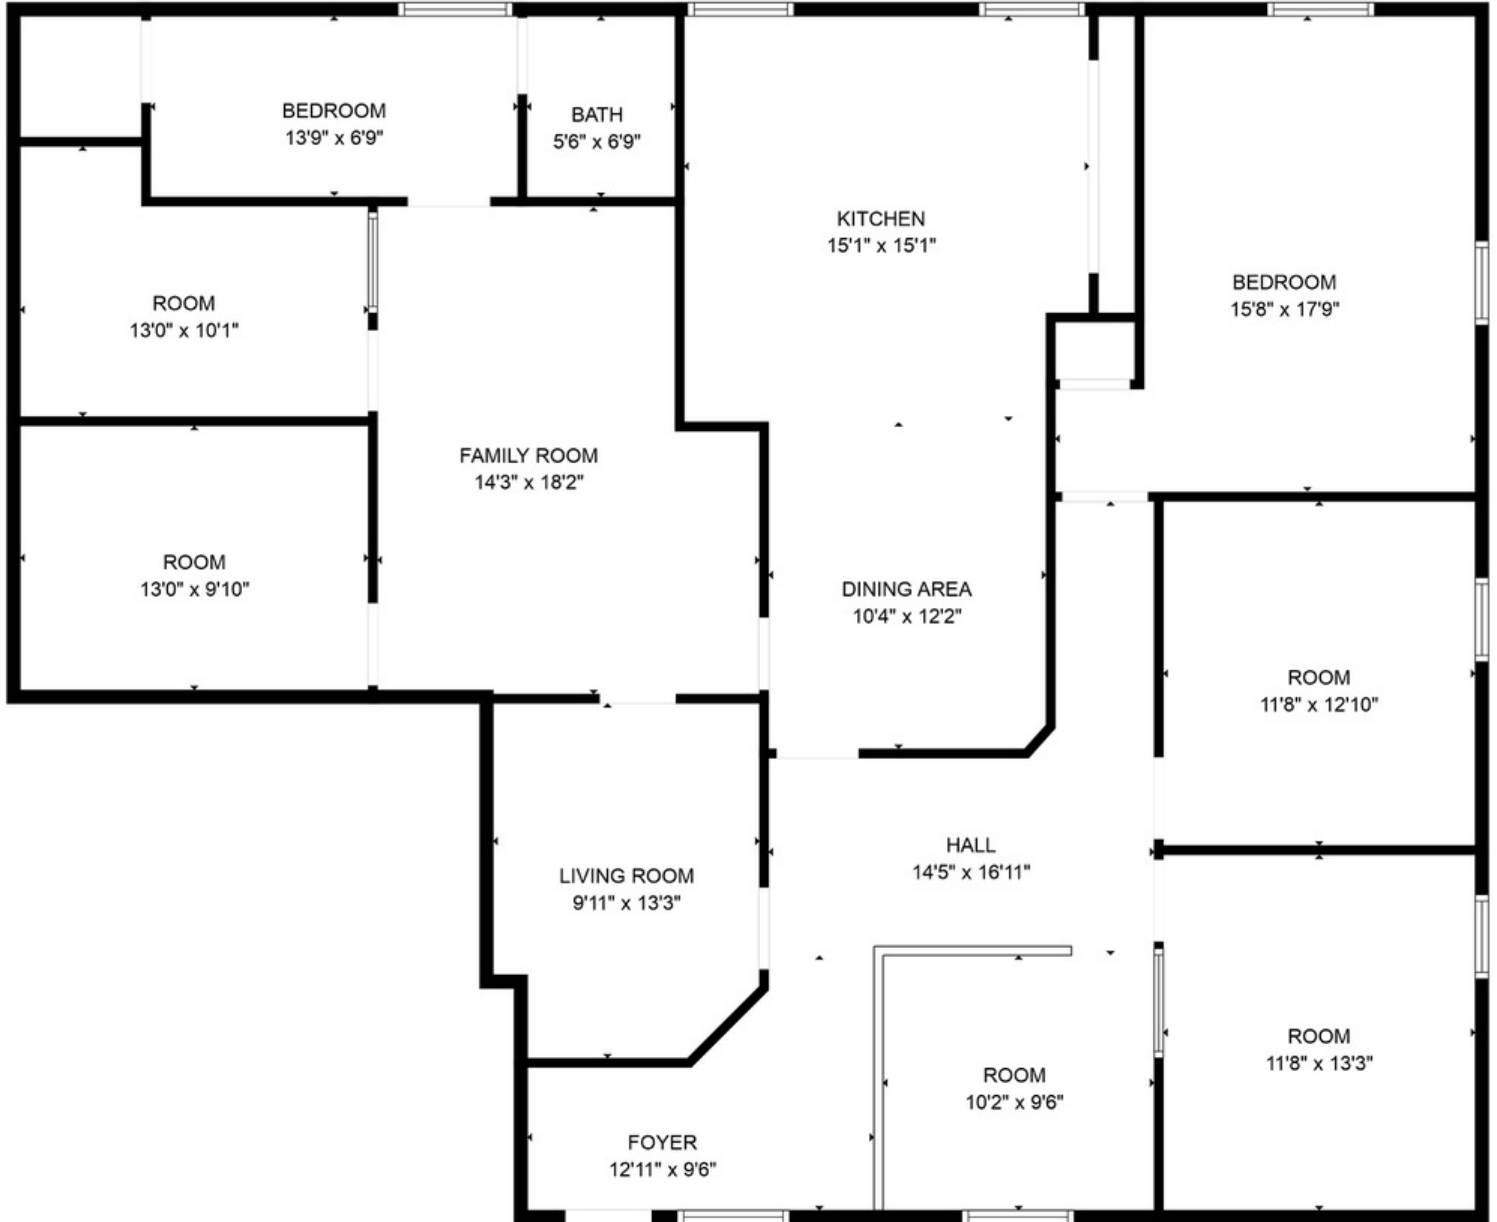 BEDROOM
13'9" x 6'9"
BATH
5'6" x 6'9"
KITCHEN
15'1" x 15'1"
BEDROOM
15'8" x 17'9"
ROOM
13'0" x 10'1"
FAMILY ROOM
14'3" x 18'2"
ROOM
13'0" x 9'10"
DINING AREA
10'4" x 12'2"
ROOM
11'8" x 12'10"
HALL
14'5" x 16'11"
LIVING ROOM
9'11" x 13'3"
ROOM
11'8" x 13'3"
ROOM
10'2" x 9'6"
FOYER
12'11" x 9'6"